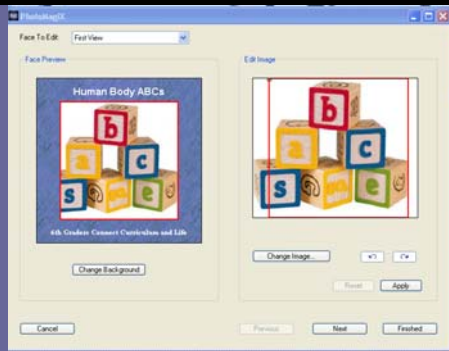 PhotoMagiX
Face To Edit: First View
Face Preview
Edit Image
Human Body ABCs
b
a c
s e
6th Graders Connect Curriculum and Life
b
a c
s e
Change Background
Change Image...
Reset Apply
Cancel Previous Next Finished